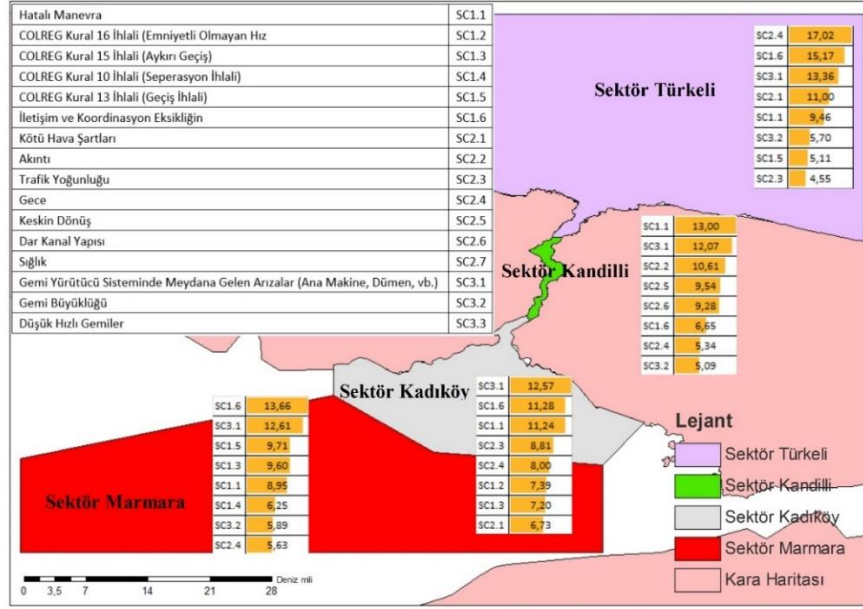 Hatalı Manevra SC1.1
COLREG Kural 16 İhlali (Emniyetli Olmayan Hız SC1.2
COLREG Kural 15 İhlali (Aykırı Geçiş) SC1.3
COLREG Kural 10 İhlali (Seperasyon İhlali) SC1.4
COLREG Kural 13 İhlali (Geçiş İhlali) SC1.5
İletişim ve Koordinasyon Eksikliğin SC1.6
Kötü Hava Şartları SC2.1
Akıntı SC2.2
Trafik Yoğunluğu SC2.3
Gece SC2.4
Keskin Dönüş SC2.5
Dar Kanal Yapısı SC2.6
Sığlık SC2.7
Gemi Yürütücü Sisteminde Meydana Gelen Arızalar (Ana Makine, Dümen, vb.) SC3.1
Gemi Büyüklüğü SC3.2
Düşük Hızlı Gemiler SC3.3
Sektör Türkeli
SC2.4 17,02
SC1.6 15,17
SC3.1 13,36
SC2.1 11,00
SC1.1 9,46
SC3.2 5,70
SC1.5 5,11
SC2.3 4,55
Sektör Kandilli
SC1.1 13,00
SC3.1 12,07
SC2.2 10,61
SC2.5 9,54
SC2.6 9,28
SC1.6 6,65
SC2.4 5,34
SC3.2 5,09
Sektör Kadıköy
SC3.1 12,57
SC1.6 11,28
SC1.1 11,24
SC2.3 8,81
SC2.4 8,00
SC1.2 7,39
SC1.3 7,20
SC2.1 6,73
Sektör Marmara
SC1.6 13,66
SC3.1 12,61
SC1.5 9,71
SC1.3 9,60
SC1.1 8,95
SC1.4 6,25
SC3.2 5,89
SC2.4 5,63
Lejant
Sektör Türkeli
Sektör Kandilli
Sektör Kadıköy
Sektör Marmara
Kara Haritası
Deniz mili
0 3,5 7 14 21 28